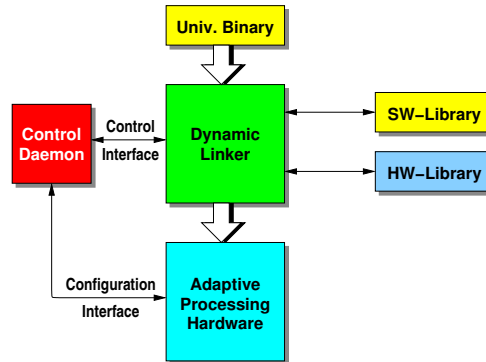 Univ. Binary
Control
Daemon
Control
Interface
Dynamic
Linker
SW–Library
HW–Library
Configuration
Interface
Adaptive
Processing
Hardware